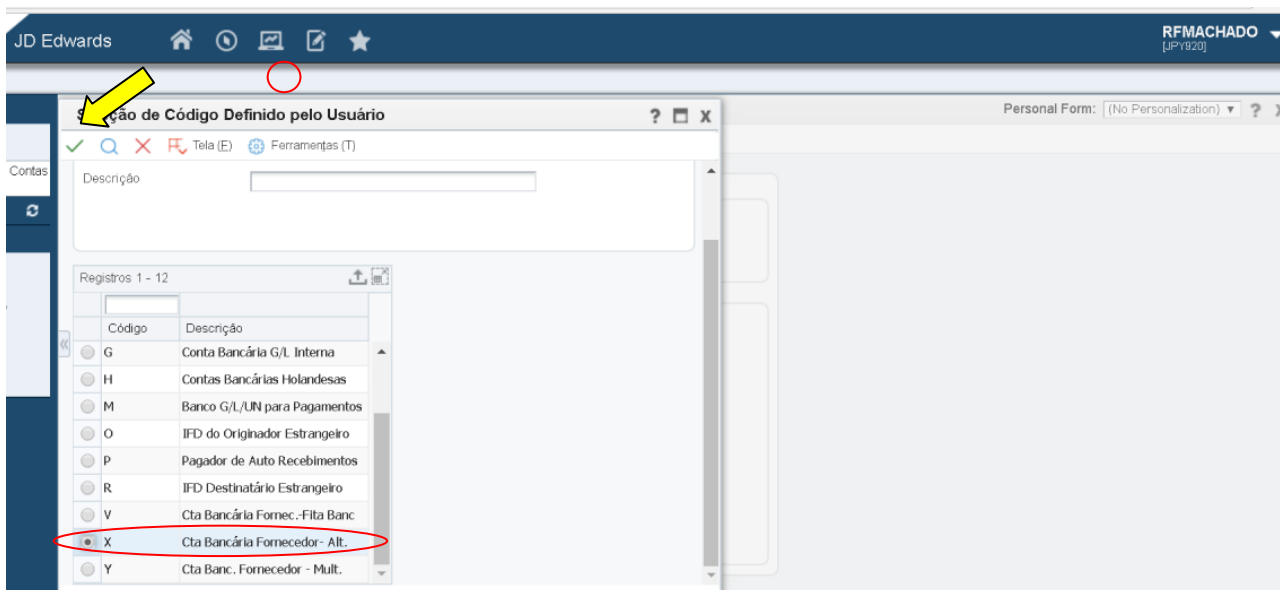 JD Edwards
RFMACHADO
[JPY920]
Seleção de Código Definido pelo Usuário ? X
Personal Form: (No Personalization) ?
Tela (E) Ferramentas (T)
Contas
Descrição
Registros 1 - 12
Código Descrição
G Conta Bancária G/L Interna
H Contas Bancárias Holandesas
M Banco G/L/UN para Pagamentos
O IFD do Originador Estrangeiro
P Pagador de Auto Recebimentos
R IFD Destinatário Estrangeiro
V Cta Bancária Fornec.-Fita Banc
X Cta Bancária Fornecedor- Alt.
Y Cta Banc. Fornecedor - Mult.